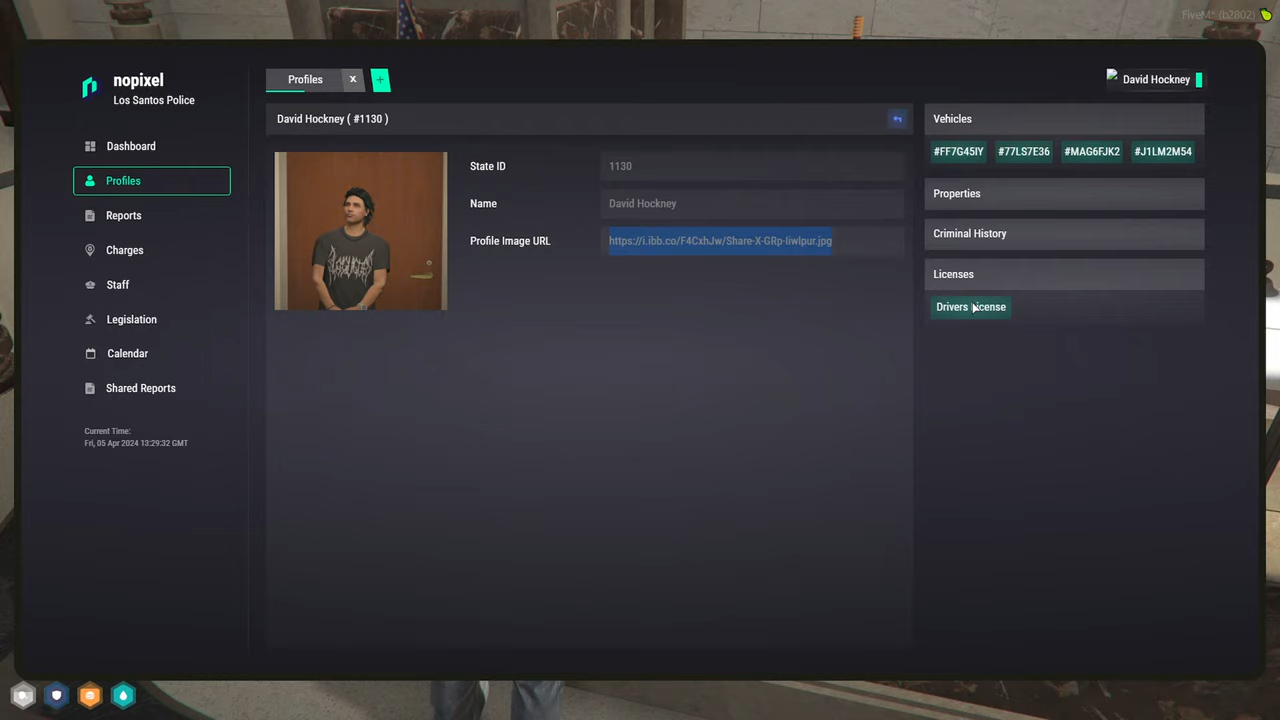 FiveM* (b2802)
nopixel
Los Santos Police
Dashboard
Profiles
Reports
Charges
Staff
Legislation
Calendar
Shared Reports
Current Time:
Fri, 05 Apr 2024 13:29:32 GMT
Profiles x +
David Hockney
David Hockney ( #1130 )
State ID 1130
Name David Hockney
Profile Image URL https://i.ibb.co/F4CxhJw/Share-X-GRp-Iiwlpur.jpg
Vehicles
#FF7G45IY #77LS7E36 #MAG6FJK2 #J1LM2M54
Properties
Criminal History
Licenses
Drivers License